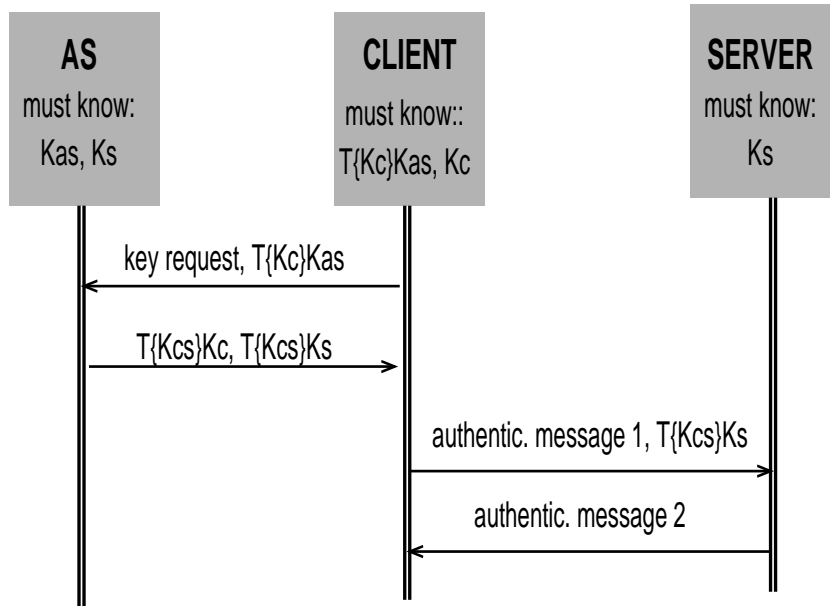 AS
must know:
Kas, Ks
CLIENT
must know::
T{Kc}Kas, Kc
SERVER
must know:
Ks
key request, T{Kc}Kas
T{Kcs}Kc, T{Kcs}Ks
authentic. message 1, T{Kcs}Ks
authentic. message 2